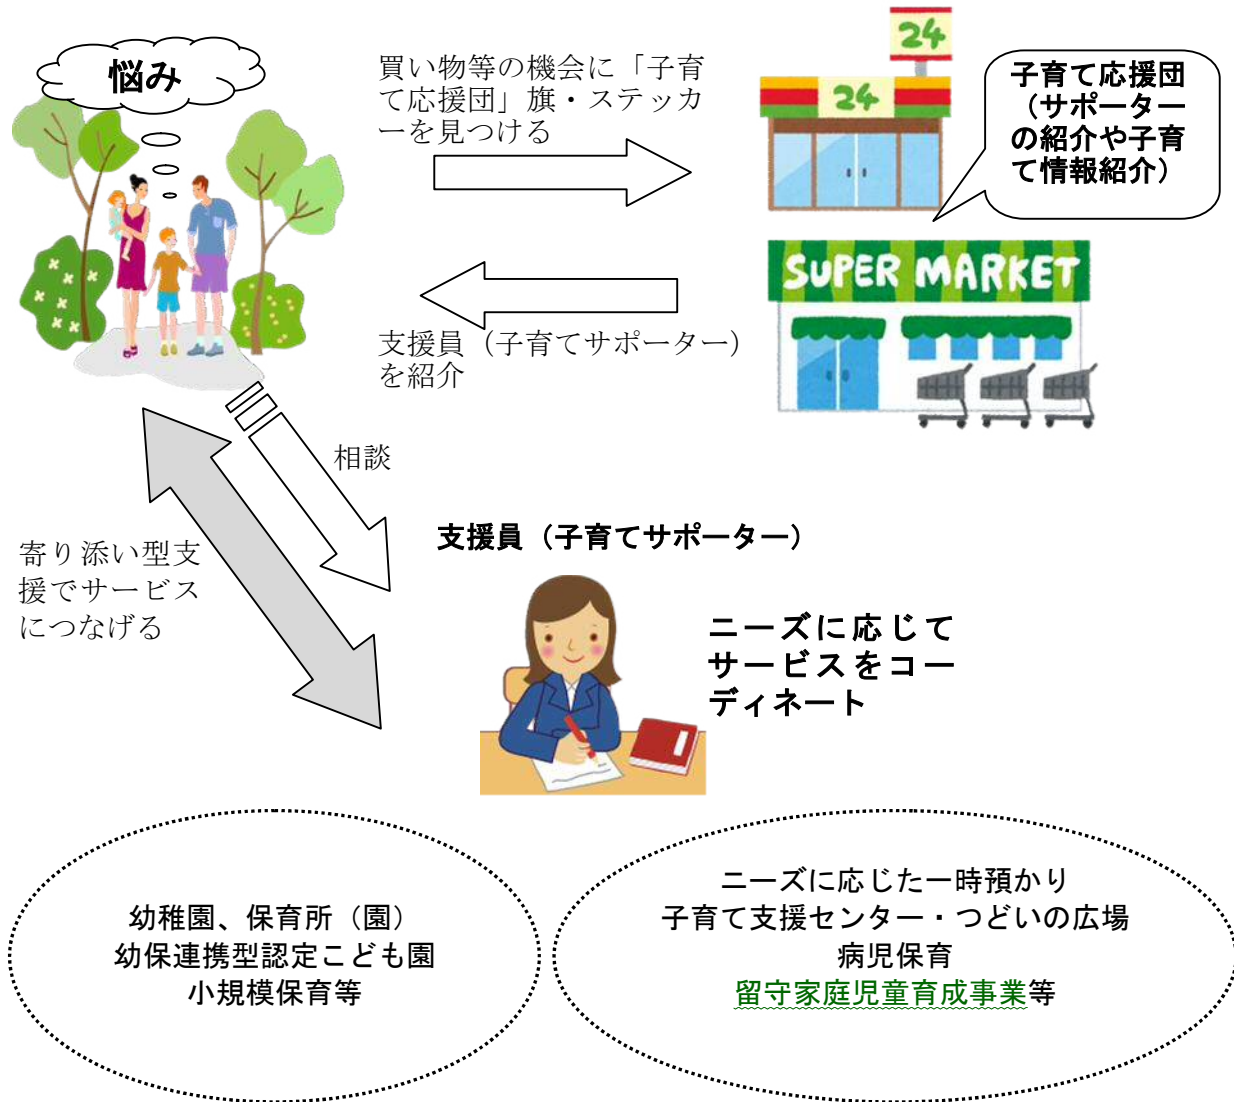 悩み
買い物等の機会に「子育
て応援団」旗・ステッカ
ーを見つける
24
24
子育て応援団
（サポーター
の紹介や子育
て情報紹介）
SUPER MARKET
支援員（子育てサポーター）
を紹介
相談
寄り添い型支
援でサービス
につなげる
支援員（子育てサポーター）
ニーズに応じて
サービスをコー
ディネート
幼稚園、保育所（園）
幼保連携型認定こども園
小規模保育等
ニーズに応じた一時預かり
子育て支援センター・つどいの広場
病児保育
留守家庭児童育成事業等